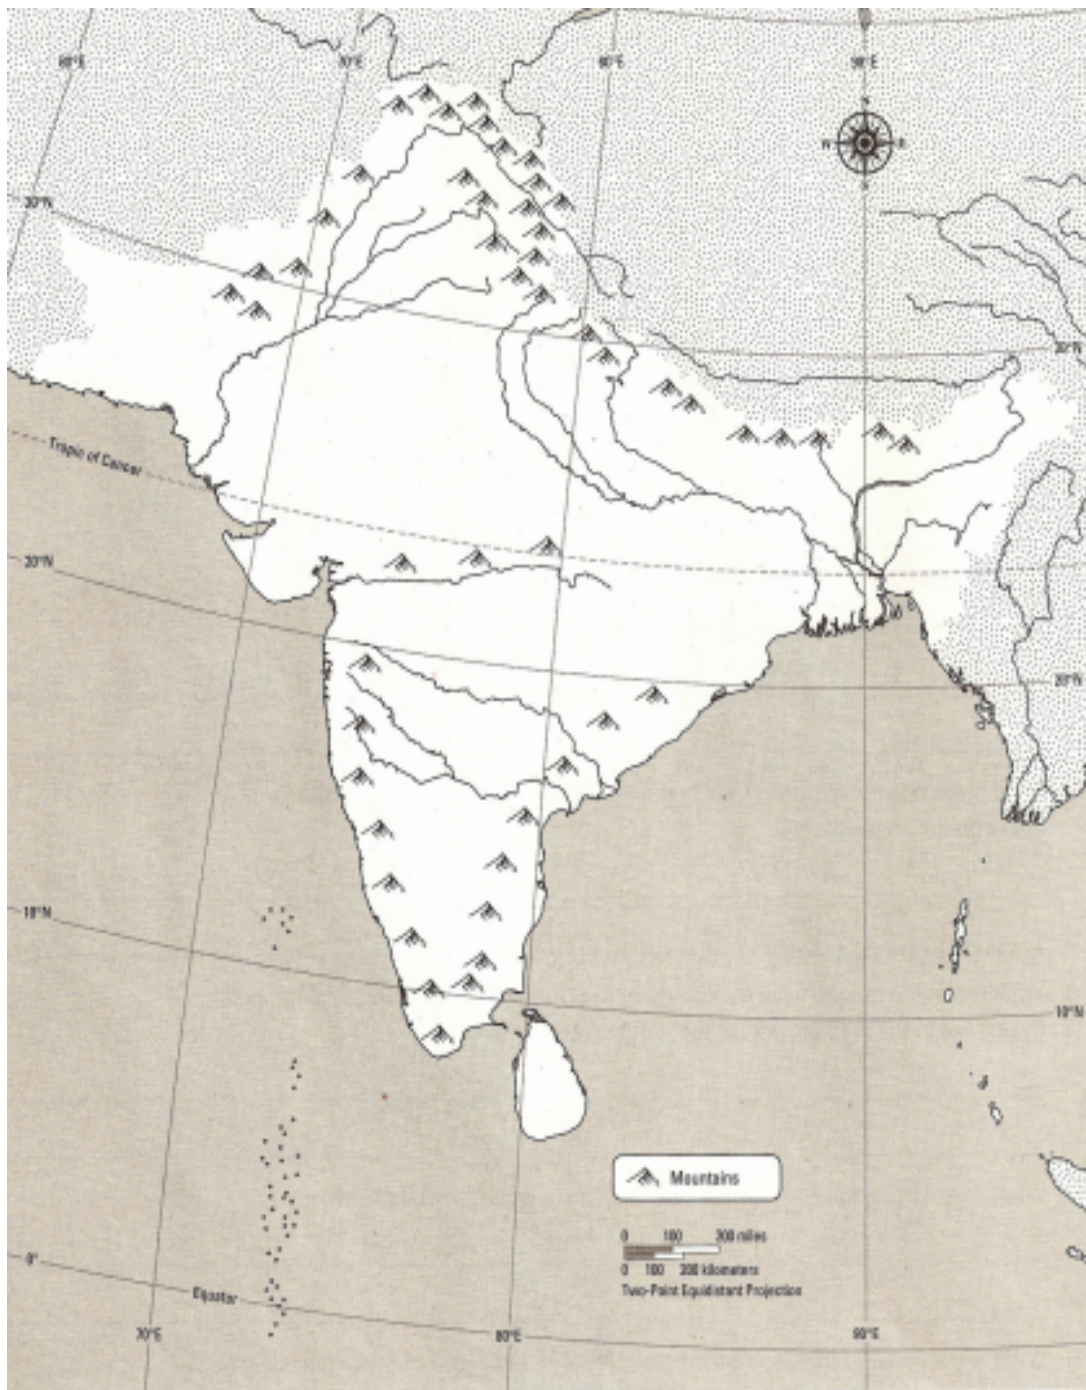 60°E
70°E
80°E
90°E
N
W
E
S
30°N
30°N
Tropic of Cancer
20°N
20°N
10°N
10°N
Mountains
0 100 200 miles
0 100 200 kilometers
Two-Point Equidistant Projection
0°
Equator
70°E
80°E
90°E